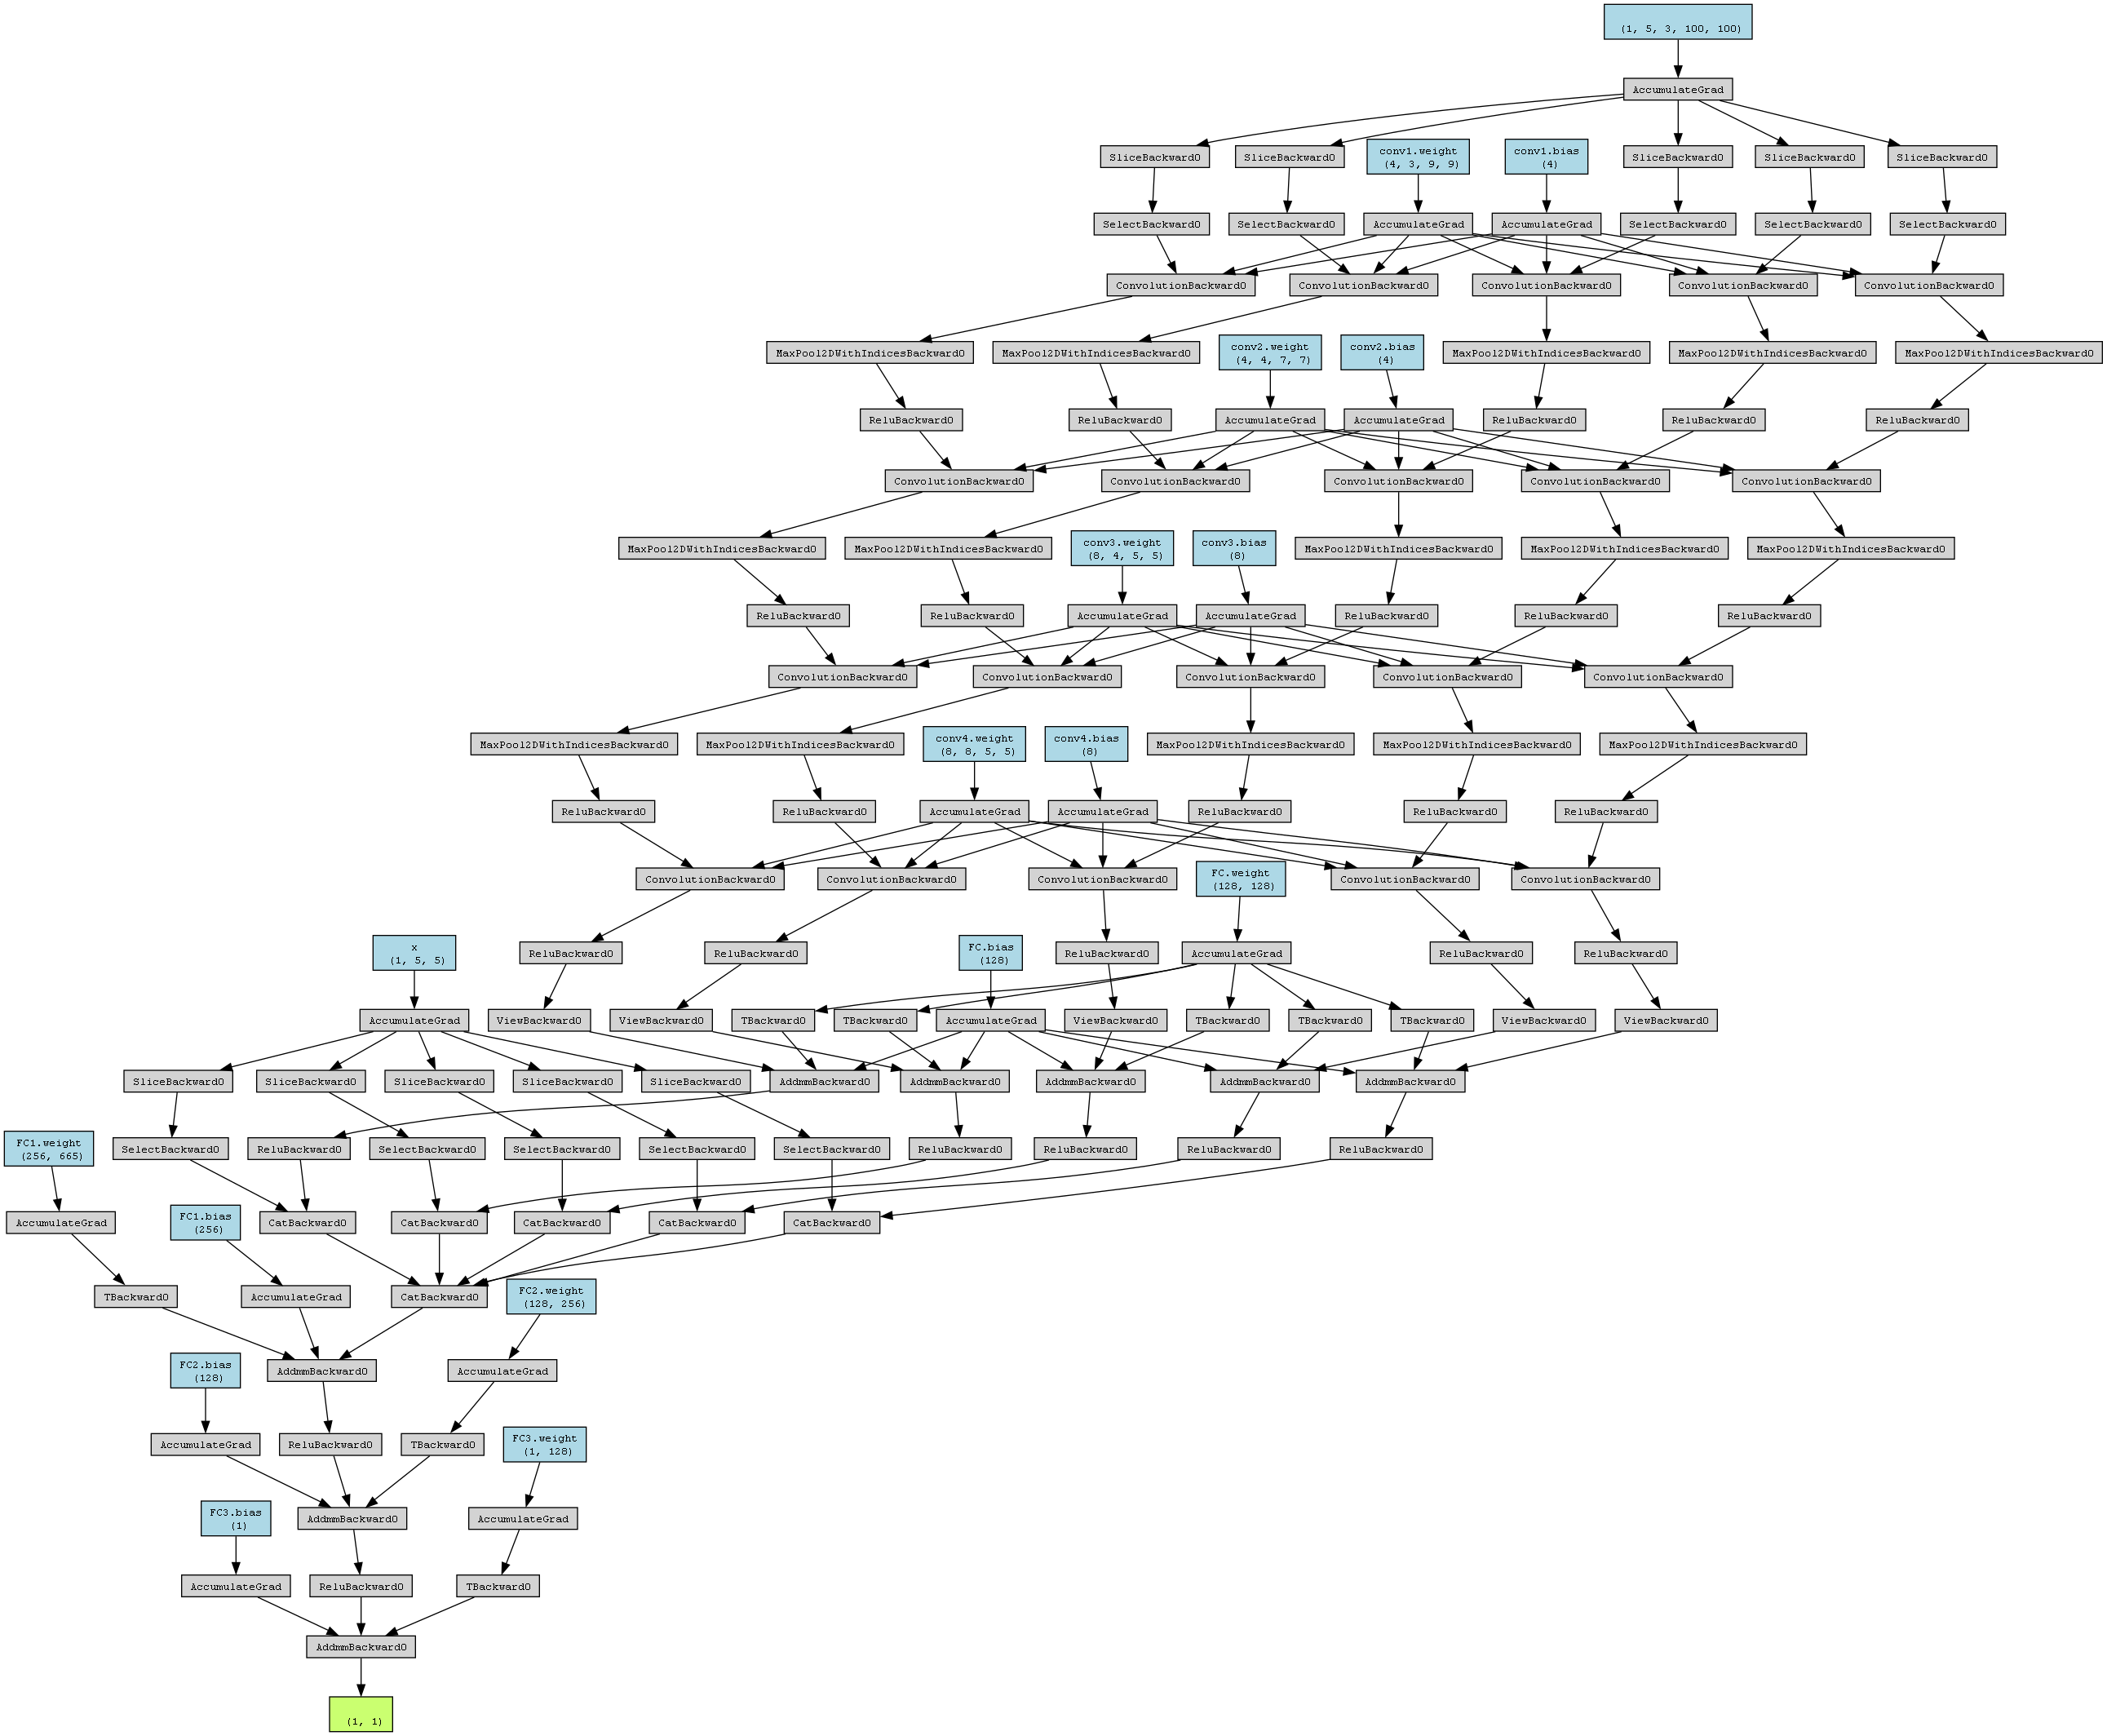 (1, 5, 3, 100, 100)
AccumulateGrad
SliceBackward0
SliceBackward0
conv1.weight
(4, 3, 9, 9)
conv1.bias
(4)
SliceBackward0
SliceBackward0
SliceBackward0
SelectBackward0
SelectBackward0
AccumulateGrad
AccumulateGrad
SelectBackward0
SelectBackward0
SelectBackward0
ConvolutionBackward0
ConvolutionBackward0
ConvolutionBackward0
ConvolutionBackward0
ConvolutionBackward0
MaxPool2DWithIndicesBackward0
MaxPool2DWithIndicesBackward0
conv2.weight
(4, 4, 7, 7)
conv2.bias
(4)
MaxPool2DWithIndicesBackward0
MaxPool2DWithIndicesBackward0
MaxPool2DWithIndicesBackward0
ReluBackward0
ReluBackward0
AccumulateGrad
AccumulateGrad
ReluBackward0
ReluBackward0
ReluBackward0
ConvolutionBackward0
ConvolutionBackward0
ConvolutionBackward0
ConvolutionBackward0
ConvolutionBackward0
MaxPool2DWithIndicesBackward0
MaxPool2DWithIndicesBackward0
conv3.weight
(8, 4, 5, 5)
conv3.bias
(8)
MaxPool2DWithIndicesBackward0
MaxPool2DWithIndicesBackward0
MaxPool2DWithIndicesBackward0
ReluBackward0
ReluBackward0
AccumulateGrad
AccumulateGrad
ReluBackward0
ReluBackward0
ReluBackward0
ConvolutionBackward0
ConvolutionBackward0
ConvolutionBackward0
ConvolutionBackward0
ConvolutionBackward0
MaxPool2DWithIndicesBackward0
MaxPool2DWithIndicesBackward0
conv4.weight
(8, 8, 5, 5)
conv4.bias
(8)
MaxPool2DWithIndicesBackward0
MaxPool2DWithIndicesBackward0
MaxPool2DWithIndicesBackward0
ReluBackward0
ReluBackward0
AccumulateGrad
AccumulateGrad
ReluBackward0
ReluBackward0
ReluBackward0
ConvolutionBackward0
ConvolutionBackward0
ConvolutionBackward0
FC.weight
(128, 128)
ConvolutionBackward0
ConvolutionBackward0
x
(1, 5, 5)
ReluBackward0
ReluBackward0
FC.bias
(128)
ReluBackward0
AccumulateGrad
ReluBackward0
ReluBackward0
AccumulateGrad
ViewBackward0
ViewBackward0
TBackward0
TBackward0
AccumulateGrad
ViewBackward0
TBackward0
TBackward0
TBackward0
ViewBackward0
ViewBackward0
SliceBackward0
SliceBackward0
SliceBackward0
SliceBackward0
SliceBackward0
AddmmBackward0
AddmmBackward0
AddmmBackward0
AddmmBackward0
AddmmBackward0
FC1.weight
(256, 665)
SelectBackward0
ReluBackward0
SelectBackward0
SelectBackward0
SelectBackward0
SelectBackward0
ReluBackward0
ReluBackward0
ReluBackward0
ReluBackward0
AccumulateGrad
FC1.bias
(256)
CatBackward0
CatBackward0
CatBackward0
CatBackward0
CatBackward0
TBackward0
AccumulateGrad
CatBackward0
FC2.weight
(128, 256)
FC2.bias
(128)
AddmmBackward0
AccumulateGrad
AccumulateGrad
ReluBackward0
TBackward0
FC3.weight
(1, 128)
FC3.bias
(1)
AddmmBackward0
AccumulateGrad
AccumulateGrad
ReluBackward0
TBackward0
AddmmBackward0
(1, 1)